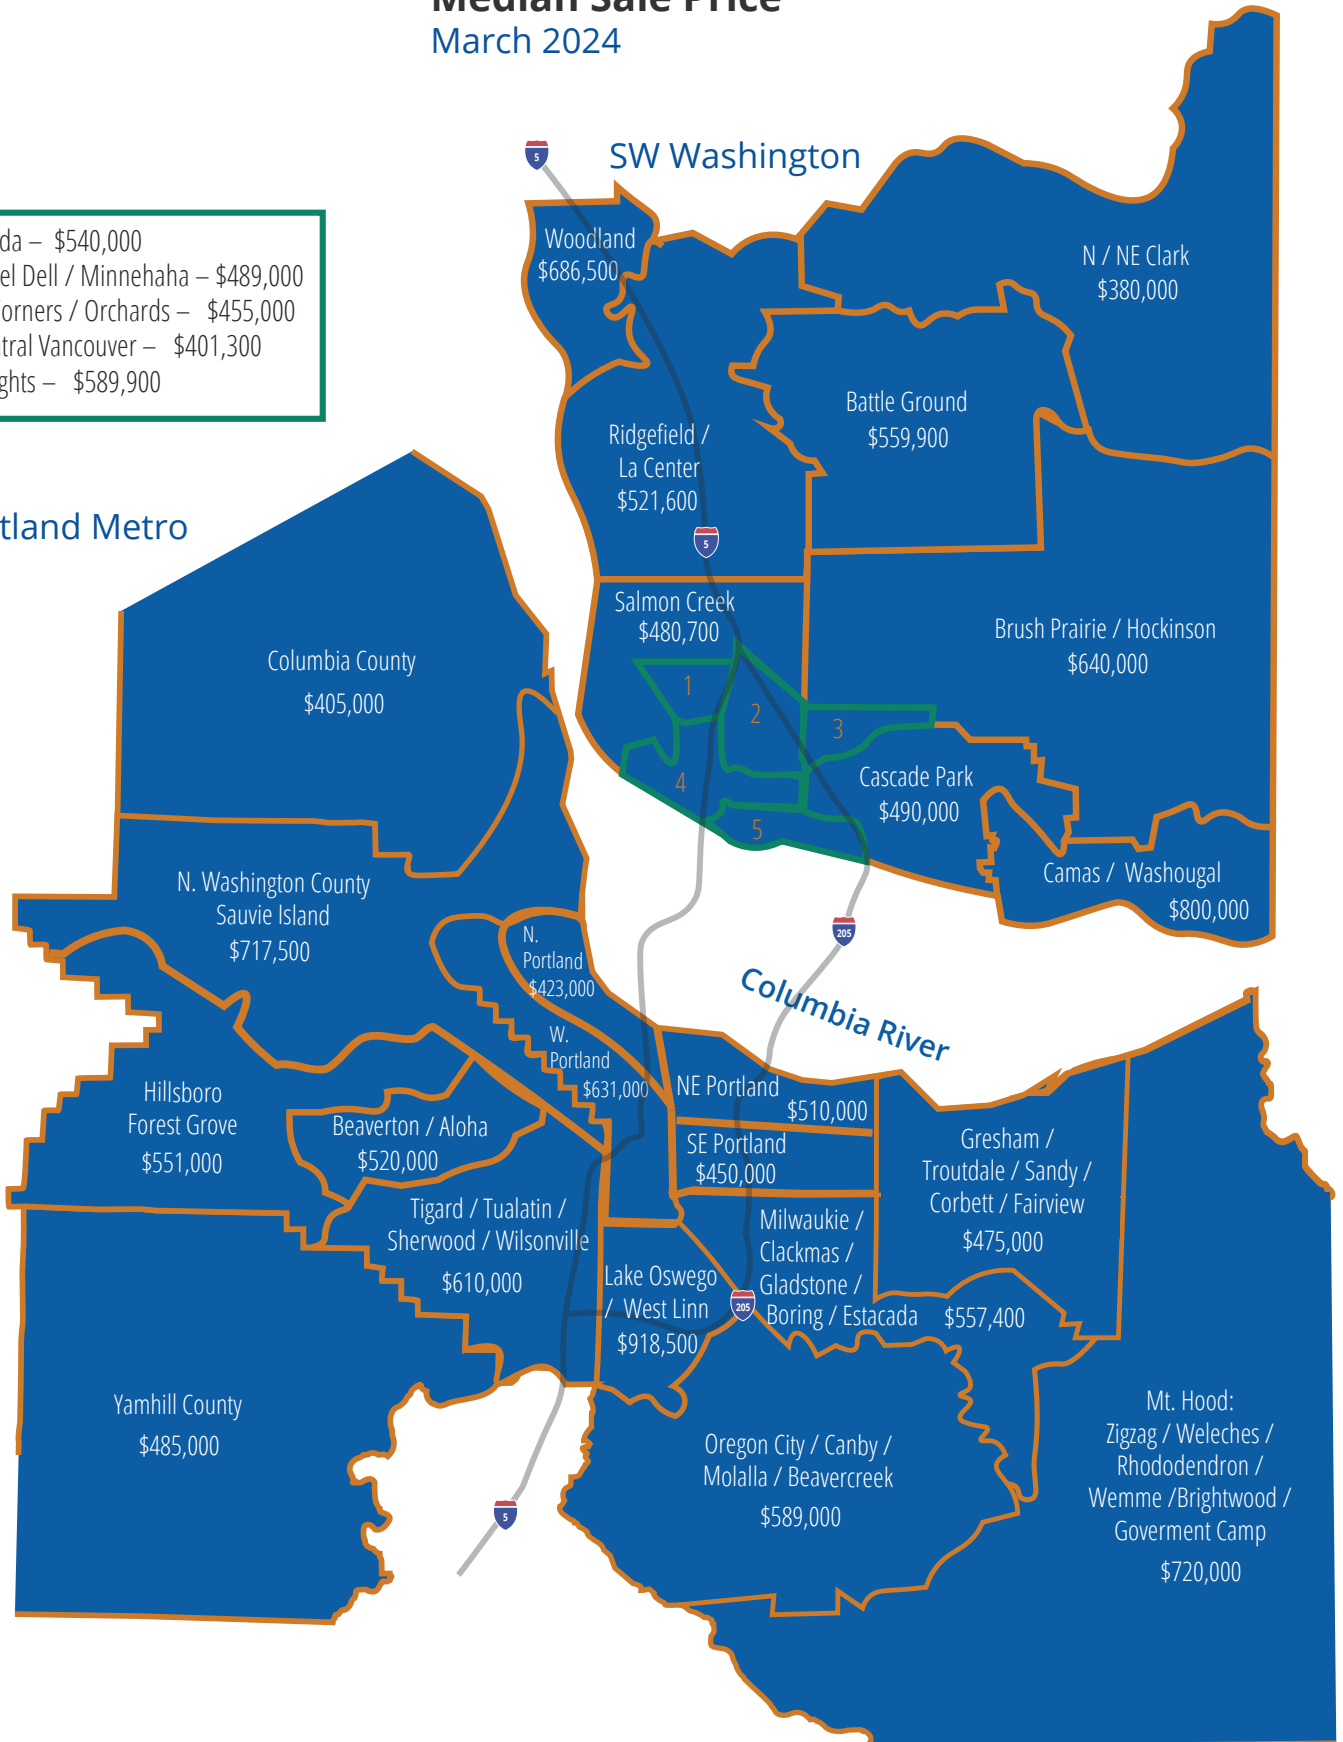 Median Sale Price
March 2024
SW Washington
da – $540,000
el Dell / Minnehaha – $489,000
orners / Orchards – $455,000
tral Vancouver – $401,300
ghts – $589,900
tland Metro
5
Woodland
$686,500
N / NE Clark
$380,000
Battle Ground
$559,900
Ridgefield /
La Center
$521,600
5
Salmon Creek
$480,700
Brush Prairie / Hockinson
$640,000
1
2
3
4
5
Cascade Park
$490,000
Camas / Washougal
$800,000
205
Columbia River
Columbia County
$405,000
N. Washington County
Sauvie Island
$717,500
N.
Portland
$423,000
W.
Portland
$631,000
NE Portland
$510,000
SE Portland
$450,000
Hillsboro
Forest Grove
$551,000
Beaverton / Aloha
$520,000
Tigard / Tualatin /
Sherwood / Wilsonville
$610,000
Gresham /
Troutdale / Sandy /
Corbett / Fairview
$475,000
Milwaukie /
Clackmas /
Gladstone /
Boring / Estacada $557,400
Lake Oswego
/ West Linn
$918,500
205
Yamhill County
$485,000
Oregon City / Canby /
Molalla / Beavercreek
$589,000
Mt. Hood:
Zigzag / Weleches /
Rhododendron /
Wemme /Brightwood /
Goverment Camp
$720,000
5